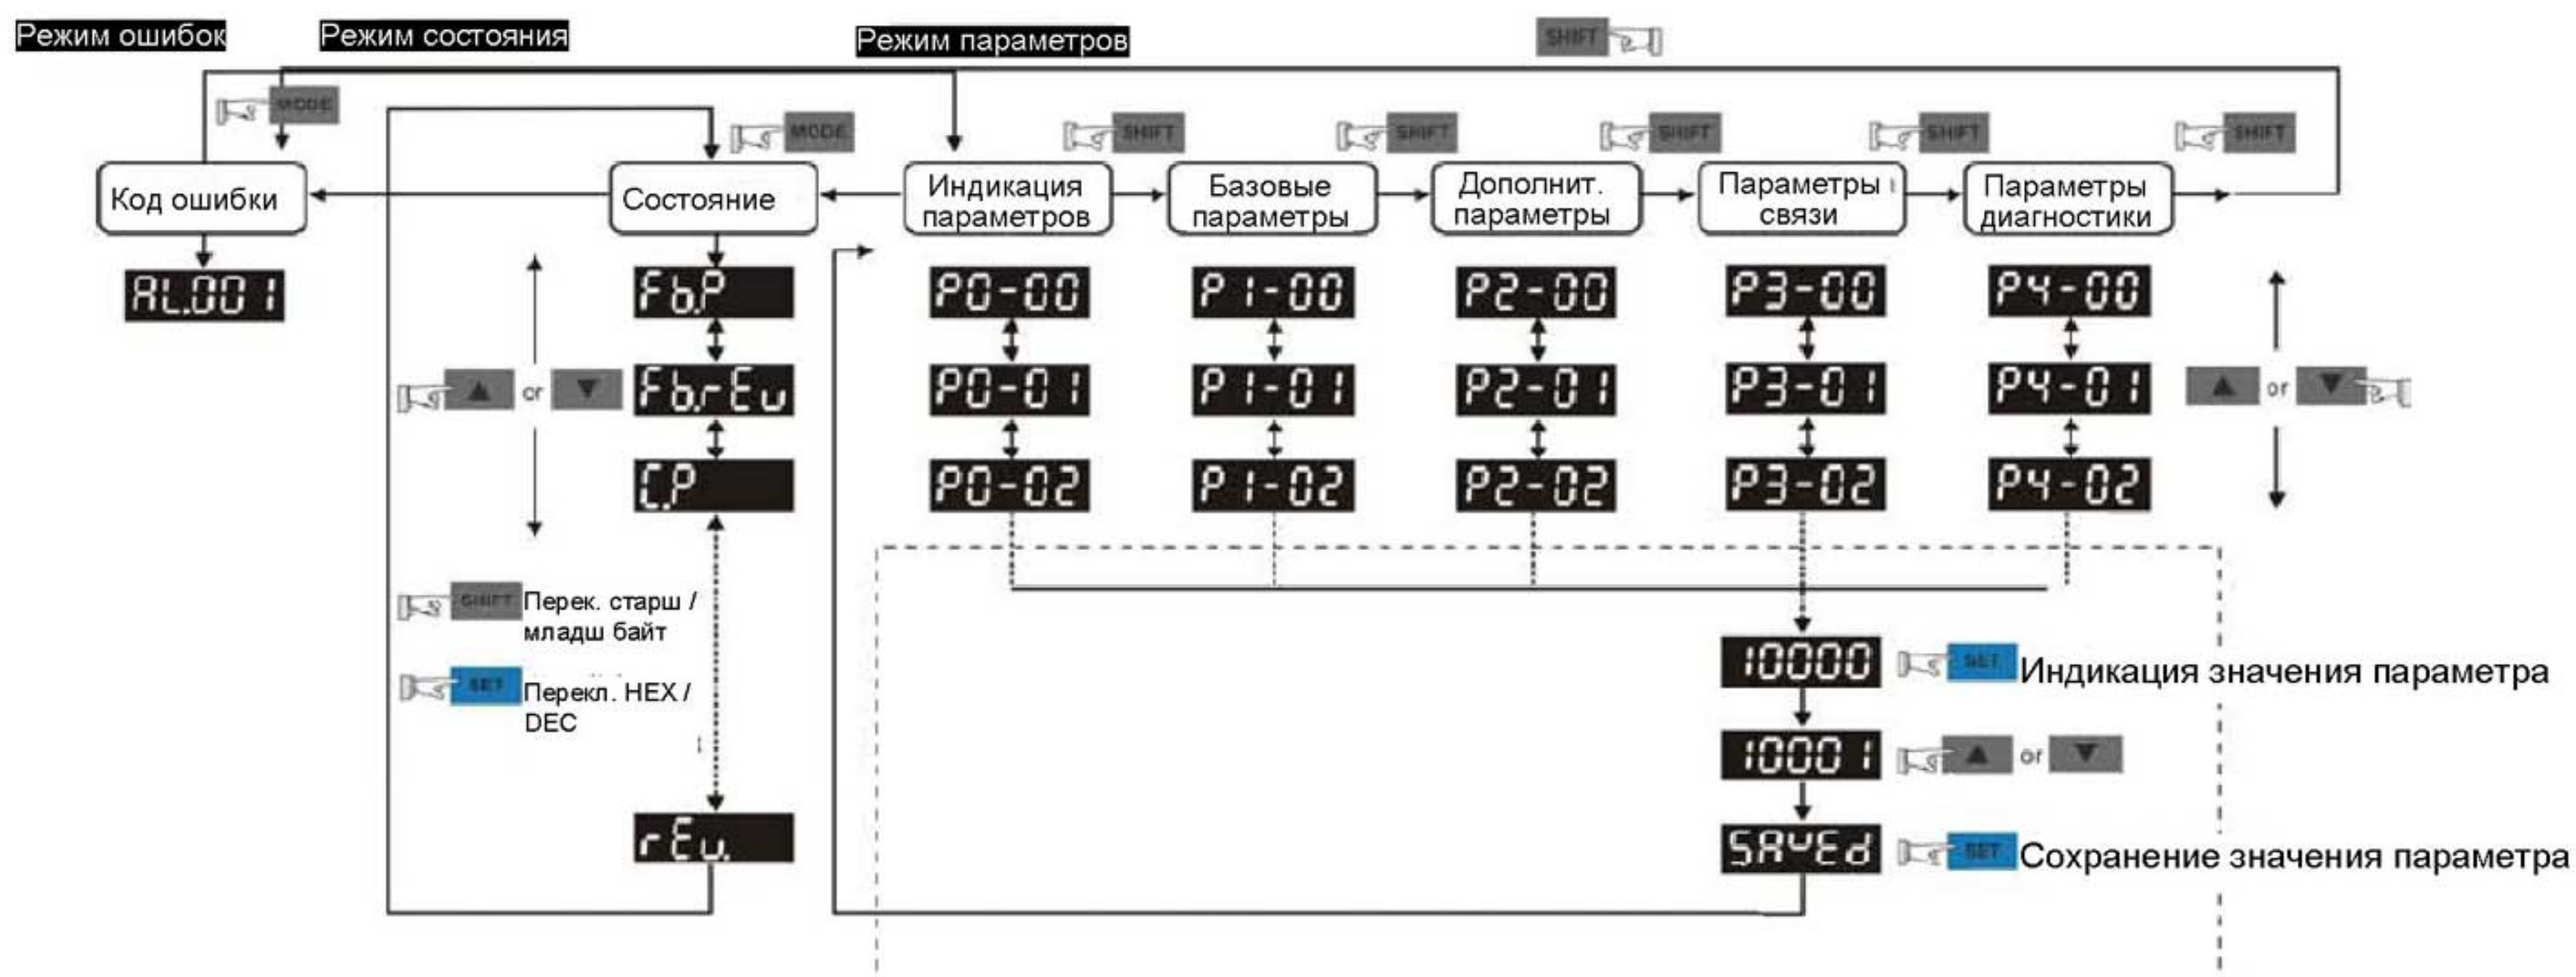 Режим ошибок
Режим состояния
Режим параметров
SHIFT
MODE
MODE
SHIFT
SHIFT
SHIFT
SHIFT
SHIFT
Код ошибки
Состояние
Индикация
параметров
Базовые
параметры
Дополнит.
параметры
Параметры
связи
Параметры
диагностики
AL.001
Fb.P
P0-00
P1-00
P2-00
P3-00
P4-00
▲ or ▼
Fb.rEu
P0-01
P1-01
P2-01
P3-01
P4-01
▲ or ▼
C.P
P0-02
P1-02
P2-02
P3-02
P4-02
SHIFT
Перек. старш /
младш байт
SET
Перекл. HEX /
DEC
10000
SET
Индикация значения параметра
10001
▲ or ▼
rEu.
SAVEd
SET
Сохранение значения параметра